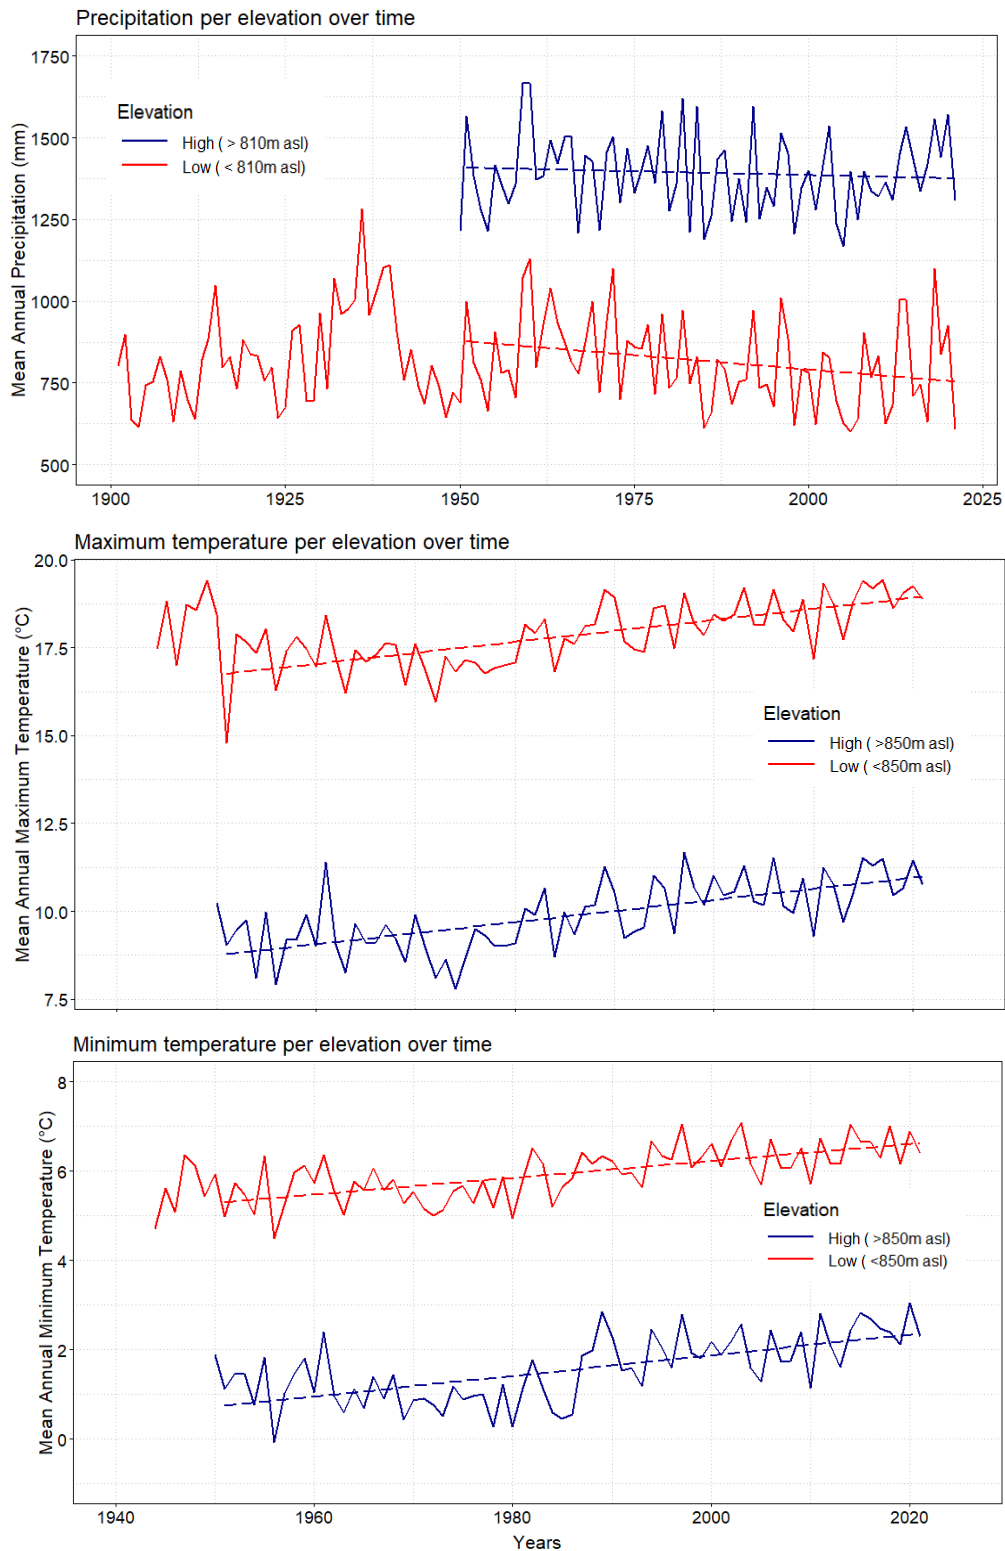 Precipitation per elevation over time
Mean Annual Precipitation (mm)
1750
1500
1250
1000
750
500
Elevation
High ( > 810m asl)
Low ( < 810m asl)
1900 1925 1950 1975 2000 2025
Maximum temperature per elevation over time
Mean Annual Maximum Temperature (°C)
20.0
17.5
15.0
12.5
10.0
7.5
Elevation
High ( >850m asl)
Low ( <850m asl)
Minimum temperature per elevation over time
Mean Annual Minimum Temperature (°C)
8
6
4
2
0
Elevation
High ( >850m asl)
Low ( <850m asl)
1940 1960 1980 2000 2020
Years